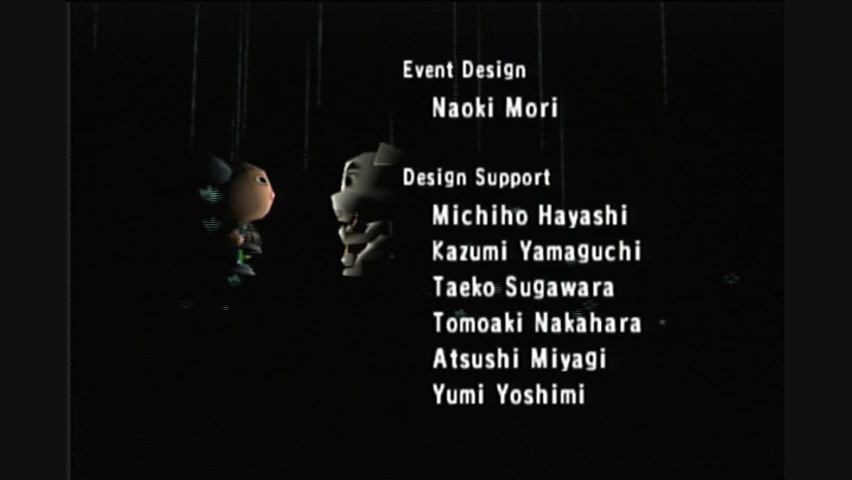 Event Design
Naoki Mori
Design Support
Michiho Hayashi
Kazumi Yamaguchi
Taeko Sugawara
Tomoaki Nakahara
Atsushi Miyagi
Yumi Yoshimi